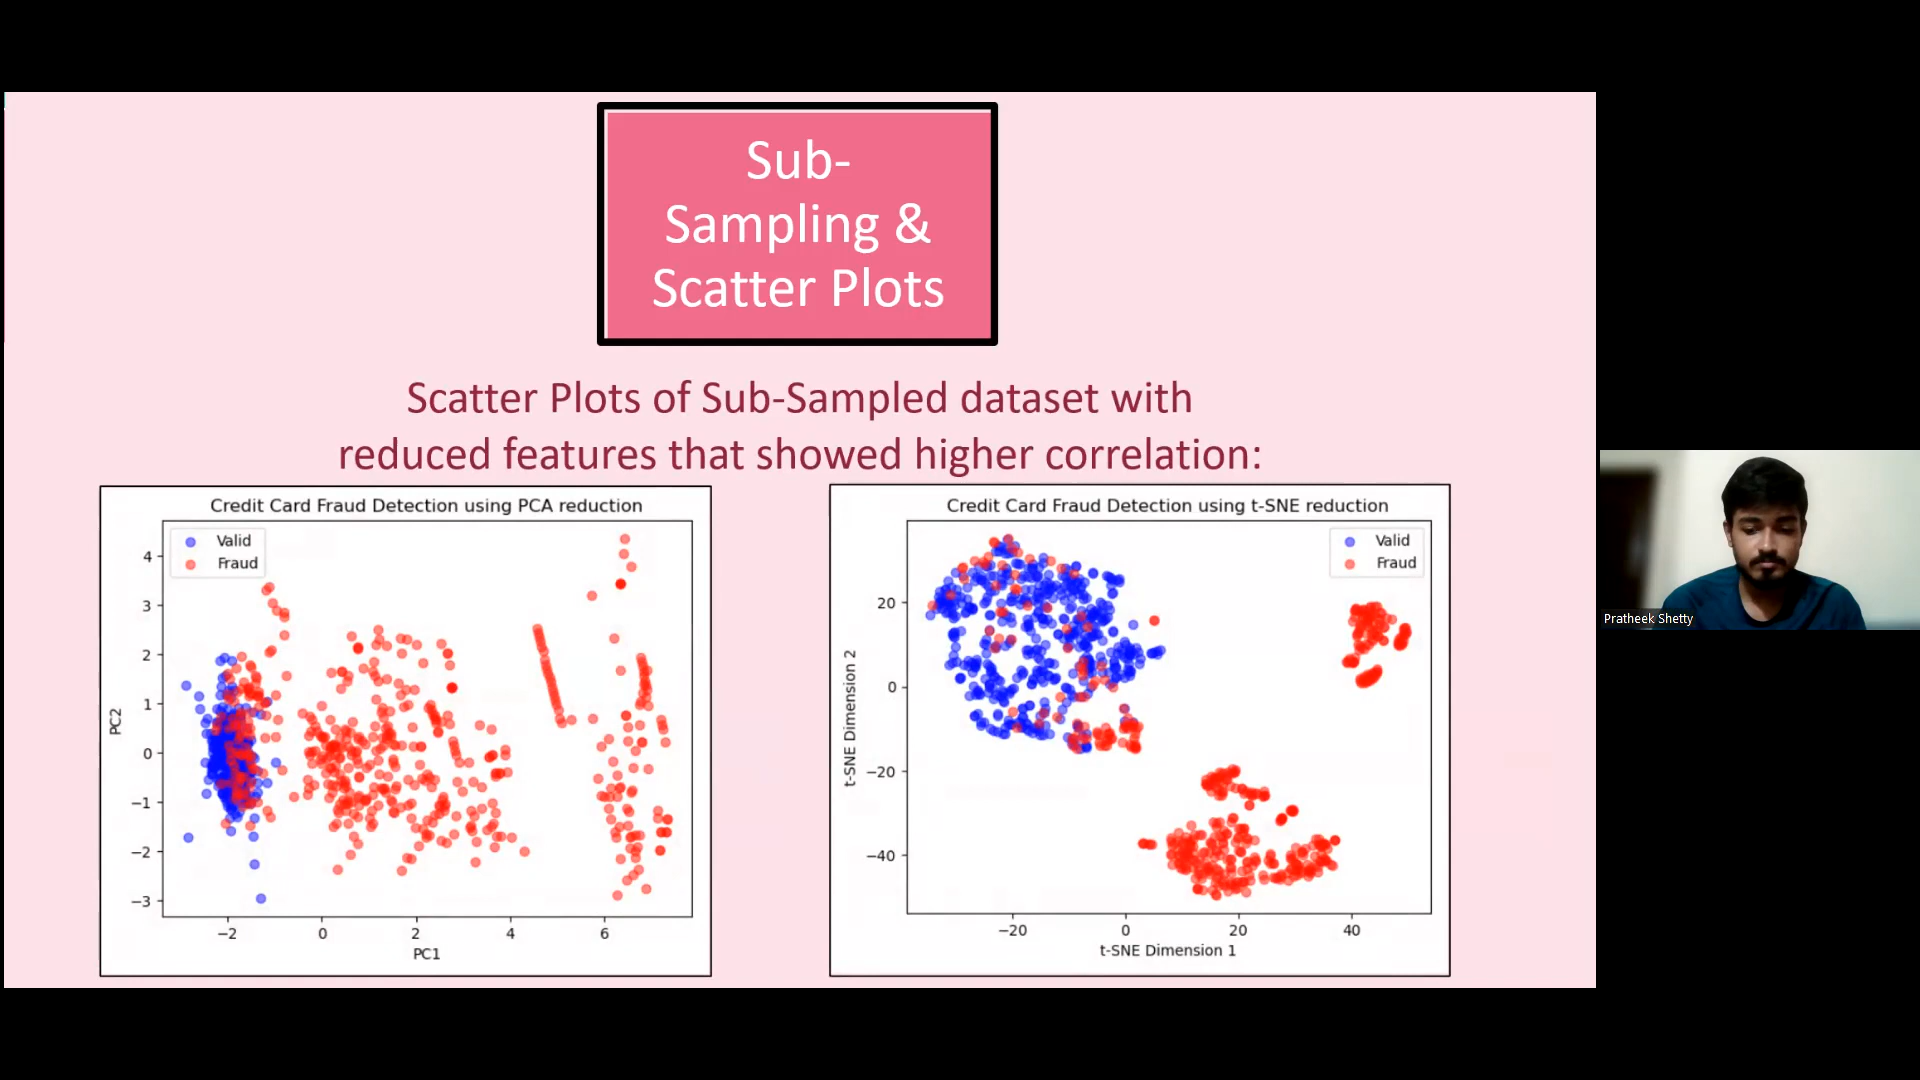 Sub-
Sampling &
Scatter Plots
Scatter Plots of Sub-Sampled dataset with
reduced features that showed higher correlation:
Credit Card Fraud Detection using PCA reduction
Valid
Fraud
4
3
2
1
0
−1
−2
−3
PC2
−2 0 2 4 6
PC1
Credit Card Fraud Detection using t-SNE reduction
Valid
Fraud
20
0
−20
−40
t-SNE Dimension 2
−20 0 20 40
t-SNE Dimension 1
Pratheek Shetty